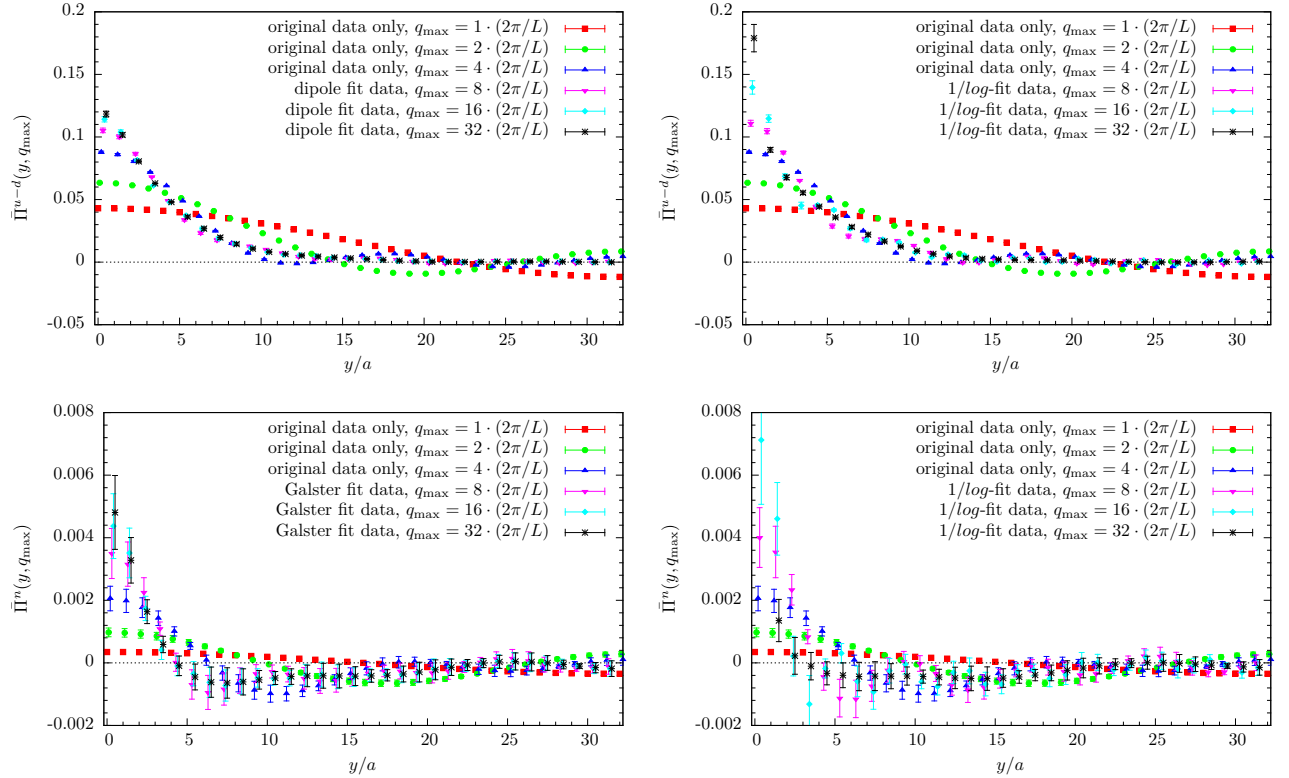 0.2
0.15
0.1
0.05
0
-0.05
0 5 10 15 20 25 30
Π̄^{u−d}(y, q_max)
y/a
original data only, q_max = 1 · (2π/L)
original data only, q_max = 2 · (2π/L)
original data only, q_max = 4 · (2π/L)
dipole fit data, q_max = 8 · (2π/L)
dipole fit data, q_max = 16 · (2π/L)
dipole fit data, q_max = 32 · (2π/L)
0.2
0.15
0.1
0.05
0
-0.05
0 5 10 15 20 25 30
Π̄^{u−d}(y, q_max)
y/a
original data only, q_max = 1 · (2π/L)
original data only, q_max = 2 · (2π/L)
original data only, q_max = 4 · (2π/L)
1/log-fit data, q_max = 8 · (2π/L)
1/log-fit data, q_max = 16 · (2π/L)
1/log-fit data, q_max = 32 · (2π/L)
0.008
0.006
0.004
0.002
0
-0.002
0 5 10 15 20 25 30
Π̄^n(y, q_max)
y/a
original data only, q_max = 1 · (2π/L)
original data only, q_max = 2 · (2π/L)
original data only, q_max = 4 · (2π/L)
Galster fit data, q_max = 8 · (2π/L)
Galster fit data, q_max = 16 · (2π/L)
Galster fit data, q_max = 32 · (2π/L)
0.008
0.006
0.004
0.002
0
-0.002
0 5 10 15 20 25 30
Π̄^n(y, q_max)
y/a
original data only, q_max = 1 · (2π/L)
original data only, q_max = 2 · (2π/L)
original data only, q_max = 4 · (2π/L)
1/log-fit data, q_max = 8 · (2π/L)
1/log-fit data, q_max = 16 · (2π/L)
1/log-fit data, q_max = 32 · (2π/L)